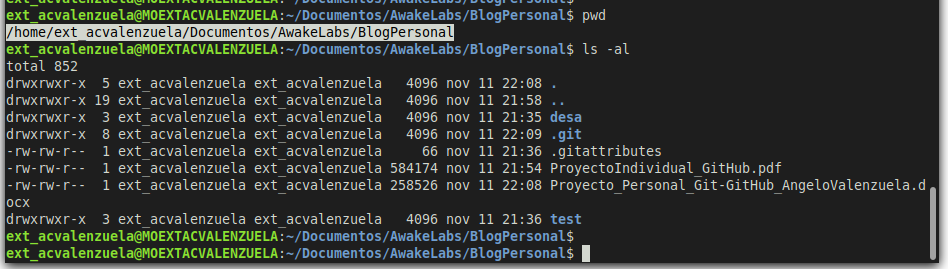 ext_acvalenzuela@MOEXTACVALENZUELA:~/Documentos/AwakeLabs/BlogPersonal$ pwd
/home/ext_acvalenzuela/Documentos/AwakeLabs/BlogPersonal
ext_acvalenzuela@MOEXTACVALENZUELA:~/Documentos/AwakeLabs/BlogPersonal$ ls -al
total 852
drwxrwxr-x  5 ext_acvalenzuela ext_acvalenzuela   4096 nov 11 22:08 .
drwxrwxr-x 19 ext_acvalenzuela ext_acvalenzuela   4096 nov 11 21:58 ..
drwxrwxr-x  3 ext_acvalenzuela ext_acvalenzuela   4096 nov 11 21:35 desa
drwxrwxr-x  8 ext_acvalenzuela ext_acvalenzuela   4096 nov 11 22:09 .git
-rw-rw-r--  1 ext_acvalenzuela ext_acvalenzuela     66 nov 11 21:36 .gitattributes
-rw-rw-r--  1 ext_acvalenzuela ext_acvalenzuela 584174 nov 11 21:54 ProyectoIndividual_GitHub.pdf
-rw-rw-r--  1 ext_acvalenzuela ext_acvalenzuela 258526 nov 11 22:08 Proyecto_Personal_Git-GitHub_AngeloValenzuela.d
ocx
drwxrwxr-x  3 ext_acvalenzuela ext_acvalenzuela   4096 nov 11 21:36 test
ext_acvalenzuela@MOEXTACVALENZUELA:~/Documentos/AwakeLabs/BlogPersonal$
ext_acvalenzuela@MOEXTACVALENZUELA:~/Documentos/AwakeLabs/BlogPersonal$